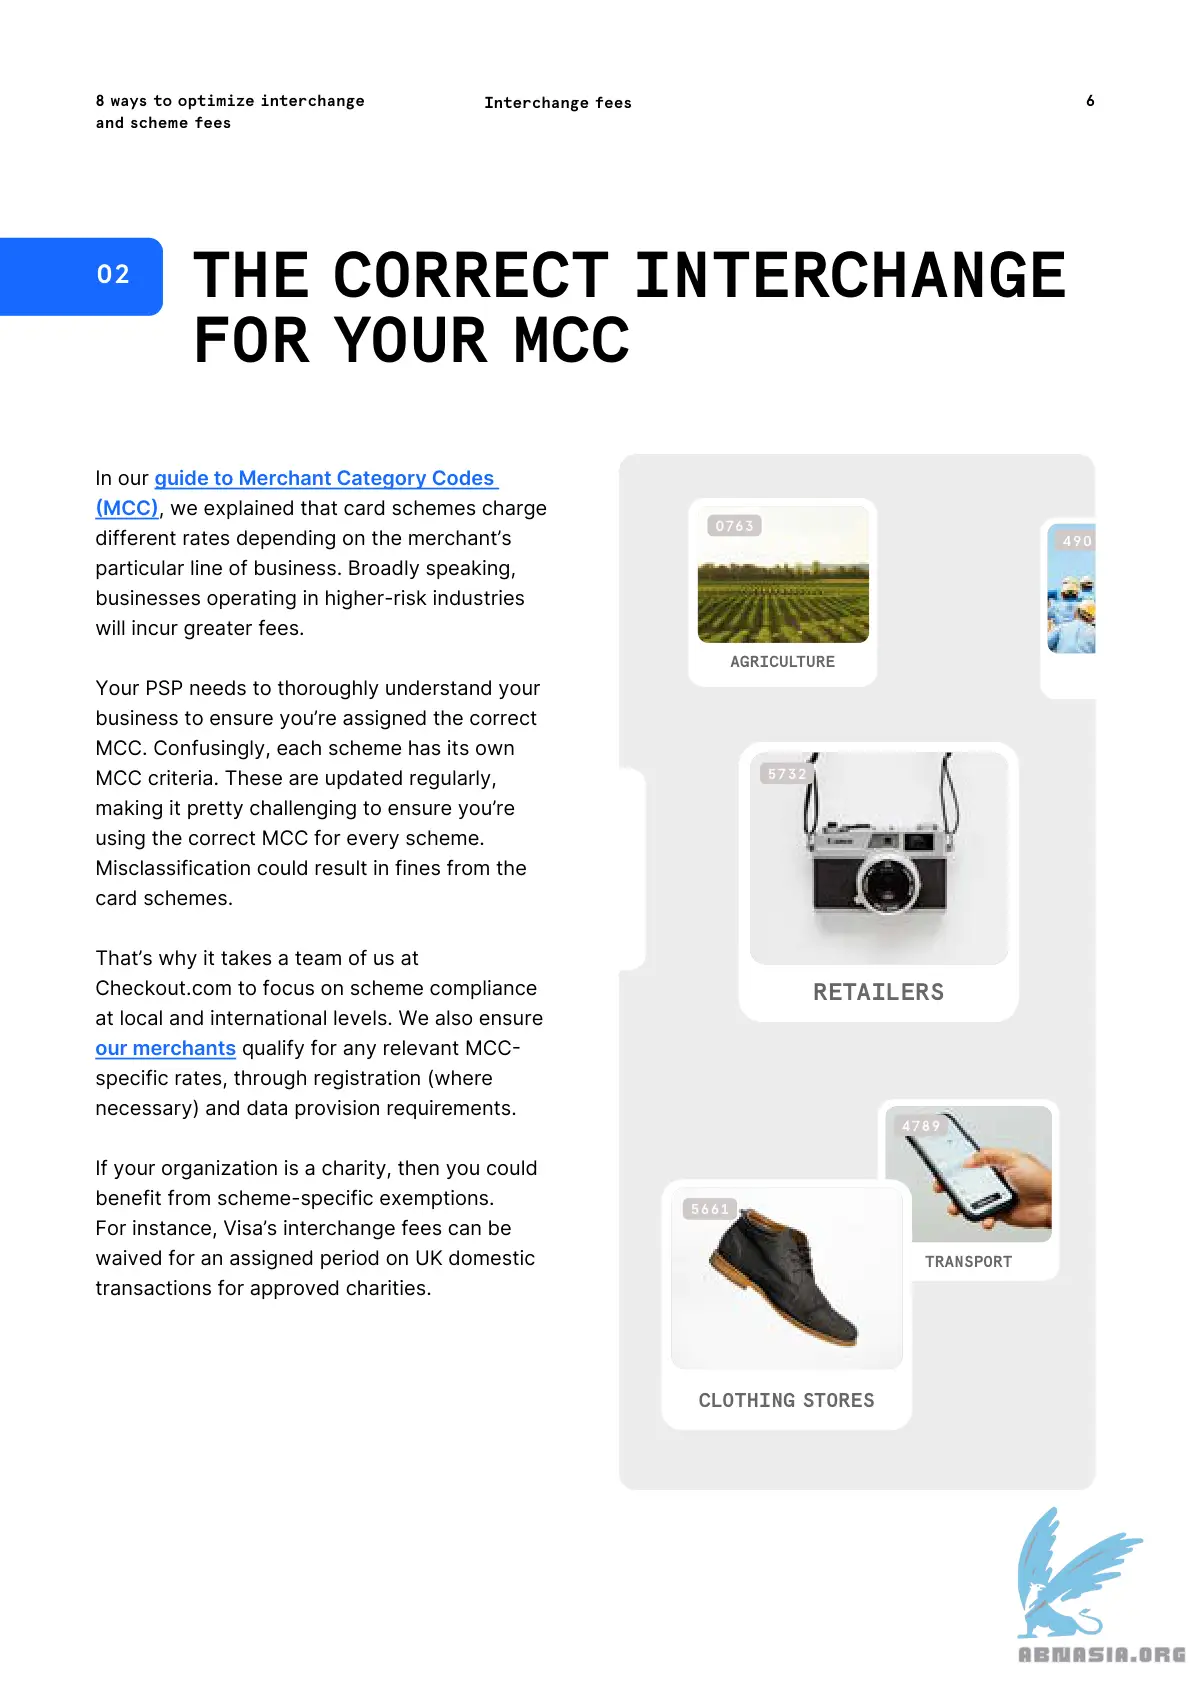 8 ways to optimize interchange
and scheme fees
Interchange fees
6
02
THE CORRECT INTERCHANGE
FOR YOUR MCC
In our guide to Merchant Category Codes
(MCC), we explained that card schemes charge
different rates depending on the merchant’s
particular line of business. Broadly speaking,
businesses operating in higher-risk industries
will incur greater fees.
Your PSP needs to thoroughly understand your
business to ensure you’re assigned the correct
MCC. Confusingly, each scheme has its own
MCC criteria. These are updated regularly,
making it pretty challenging to ensure you’re
using the correct MCC for every scheme.
Misclassification could result in fines from the
card schemes.
That’s why it takes a team of us at
Checkout.com to focus on scheme compliance
at local and international levels. We also ensure
our merchants qualify for any relevant MCC-
specific rates, through registration (where
necessary) and data provision requirements.
If your organization is a charity, then you could
benefit from scheme-specific exemptions.
For instance, Visa’s interchange fees can be
waived for an assigned period on UK domestic
transactions for approved charities.
0763
AGRICULTURE
490
5732
Canon
RETAILERS
4789
TRANSPORT
5661
CLOTHING STORES
ABNASIA.ORG